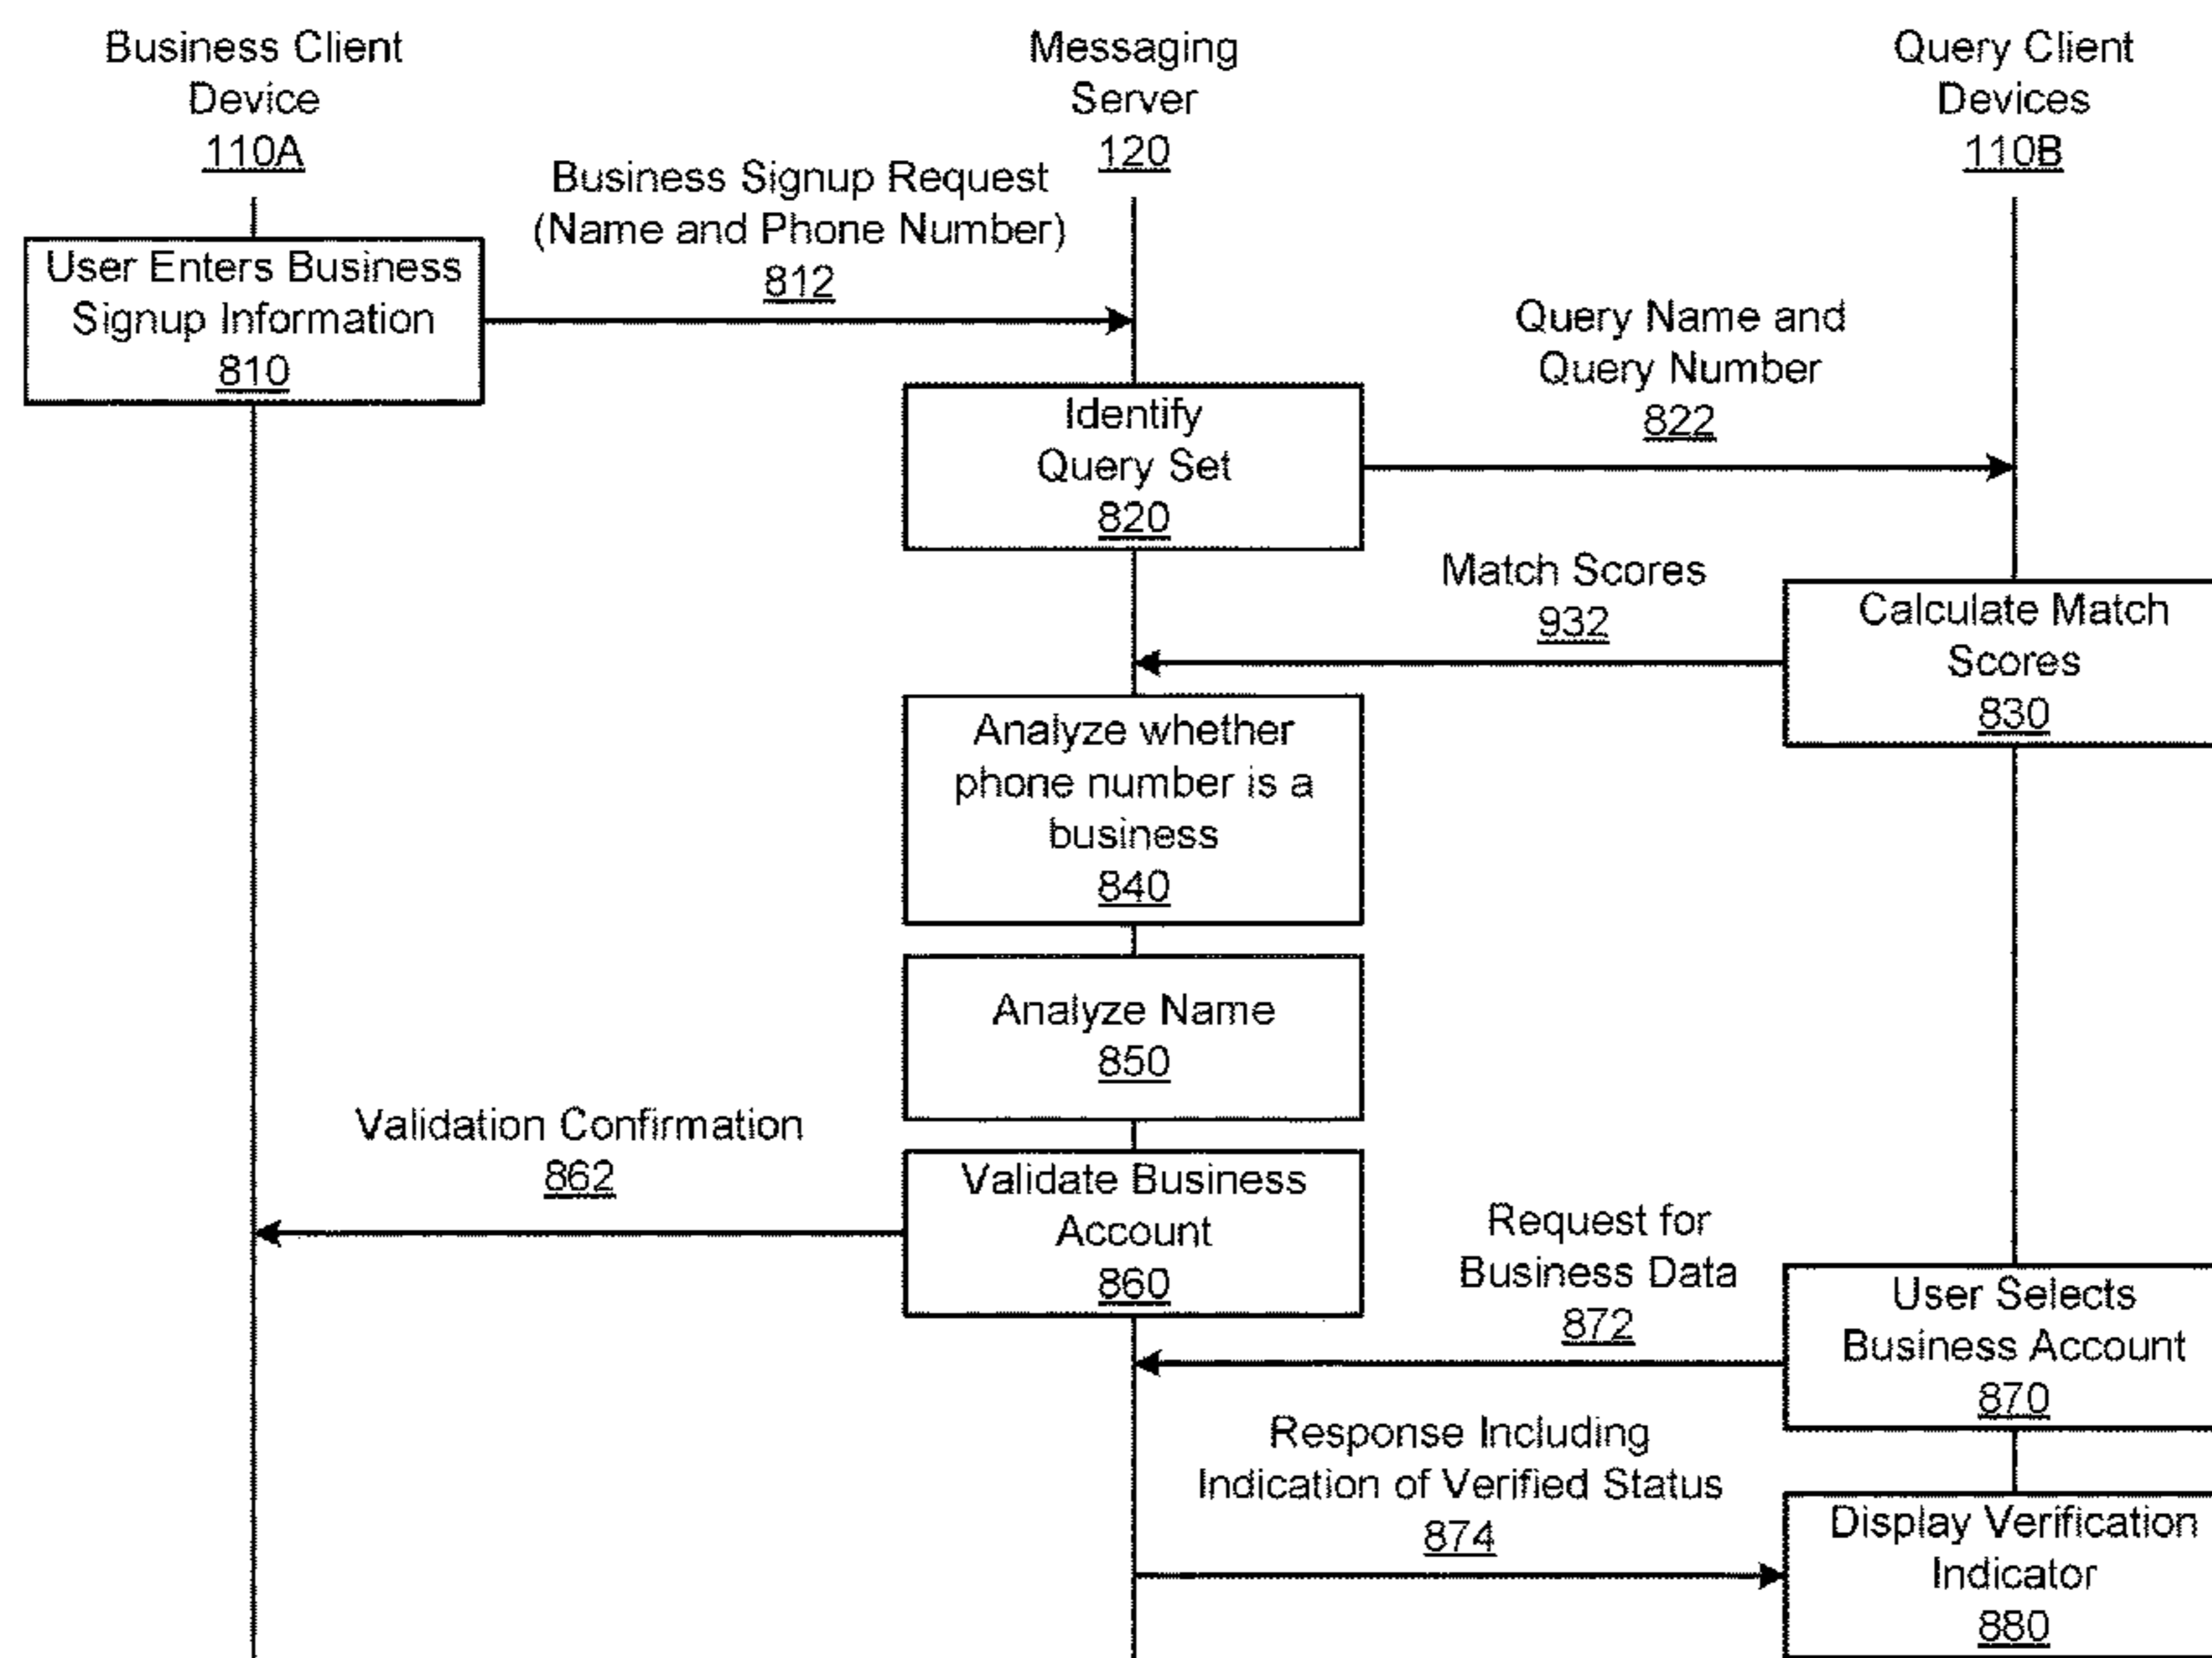 Business Client
Device
110A
Messaging
Server
120
Query Client
Devices
110B
Business Signup Request
(Name and Phone Number)
812
User Enters Business
Signup Information
810
Query Name and
Query Number
822
Identify
Query Set
820
Match Scores
932
Calculate Match
Scores
830
Analyze whether
phone number is a
business
840
Analyze Name
850
Validation Confirmation
862
Validate Business
Account
860
Request for
Business Data
872
User Selects
Business Account
870
Response Including
Indication of Verified Status
874
Display Verification
Indicator
880